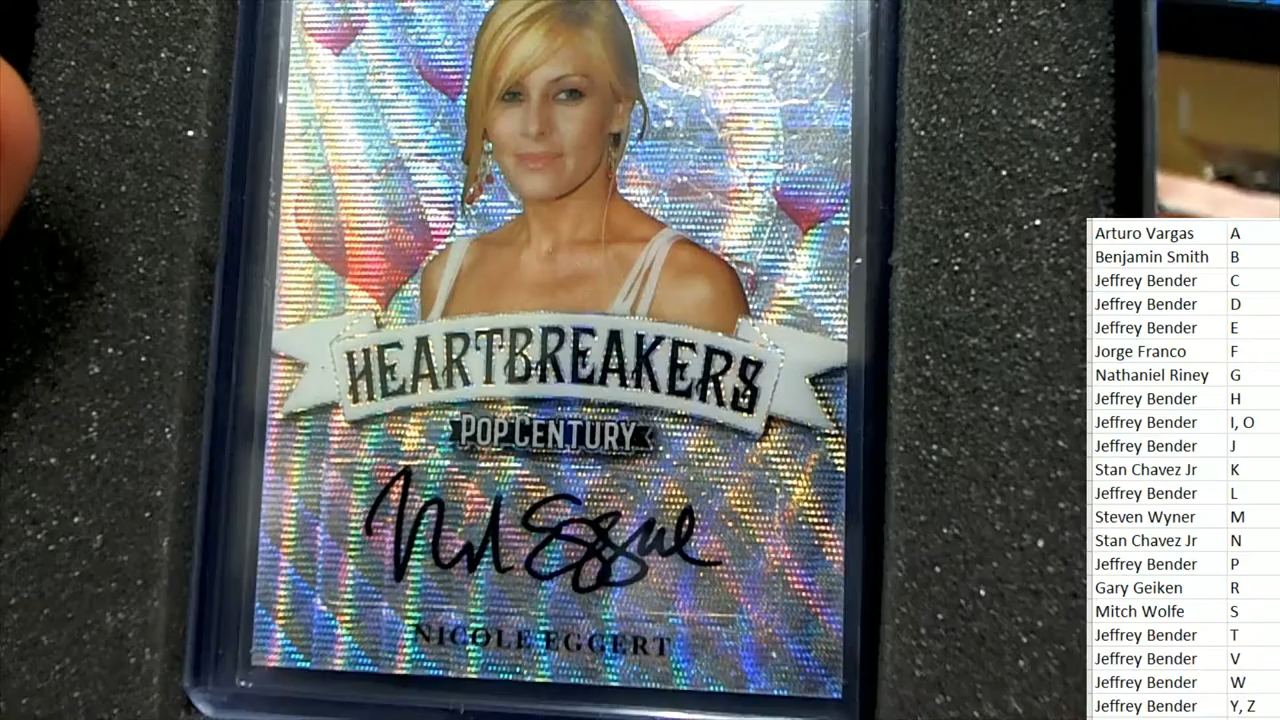 HEARTBREAKERS
POP CENTURY
NICOLE EGGERT
Arturo Vargas A
Benjamin Smith B
Jeffrey Bender C
Jeffrey Bender D
Jeffrey Bender E
Jorge Franco F
Nathaniel Riney G
Jeffrey Bender H
Jeffrey Bender I, O
Jeffrey Bender J
Stan Chavez Jr K
Jeffrey Bender L
Steven Wyner M
Stan Chavez Jr N
Jeffrey Bender P
Gary Geiken R
Mitch Wolfe S
Jeffrey Bender T
Jeffrey Bender V
Jeffrey Bender W
Jeffrey Bender Y, Z